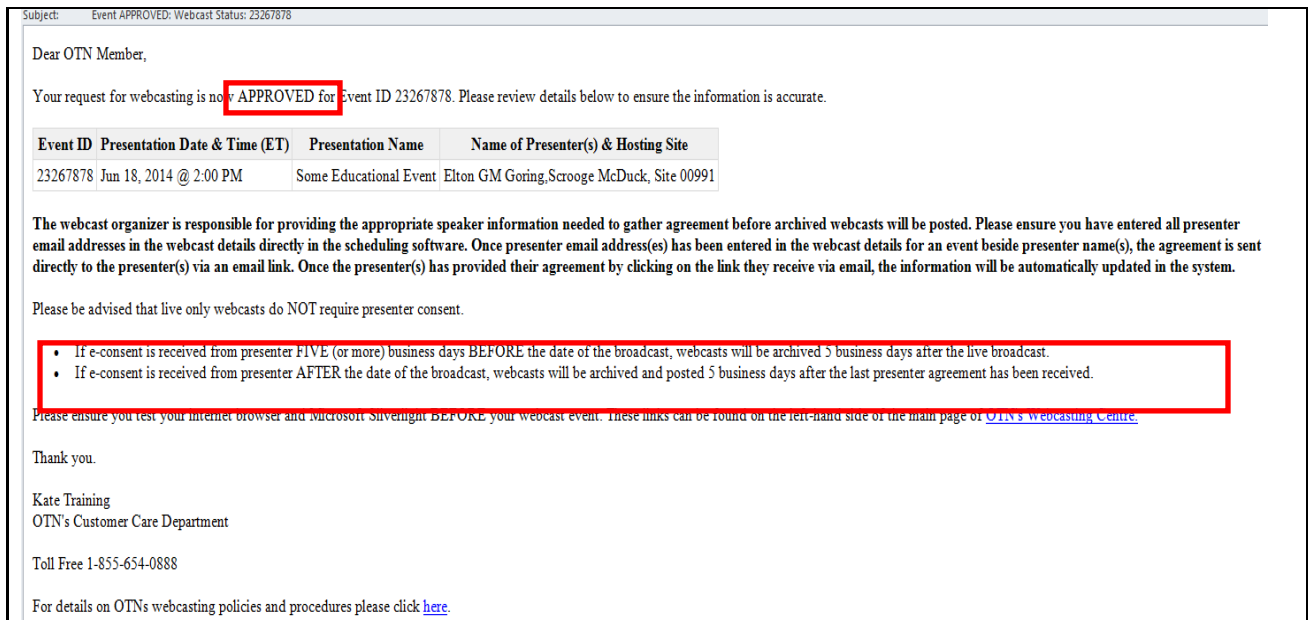 Subject: Event APPROVED: Webcast Status: 23267878
Dear OTN Member,
Your request for webcasting is now APPROVED for Event ID 23267878. Please review details below to ensure the information is accurate.
Event ID Presentation Date & Time (ET) Presentation Name Name of Presenter(s) & Hosting Site
23267878 Jun 18, 2014 @ 2:00 PM Some Educational Event Elton GM Goring,Scrooge McDuck, Site 00991
The webcast organizer is responsible for providing the appropriate speaker information needed to gather agreement before archived webcasts will be posted. Please ensure you have entered all presenter
email addresses in the webcast details directly in the scheduling software. Once presenter email address(es) has been entered in the webcast details for an event beside presenter name(s), the agreement is sent
directly to the presenter(s) via an email link. Once the presenter(s) has provided their agreement by clicking on the link they receive via email, the information will be automatically updated in the system.
Please be advised that live only webcasts do NOT require presenter consent.
• If e-consent is received from presenter FIVE (or more) business days BEFORE the date of the broadcast, webcasts will be archived 5 business days after the live broadcast.
• If e-consent is received from presenter AFTER the date of the broadcast, webcasts will be archived and posted 5 business days after the last presenter agreement has been received.
Please ensure you test your internet browser and Microsoft Silverlight BEFORE your webcast event. These links can be found on the left-hand side of the main page of OTN's Webcasting Centre.
Thank you.
Kate Training
OTN's Customer Care Department
Toll Free 1-855-654-0888
For details on OTNs webcasting policies and procedures please click here.